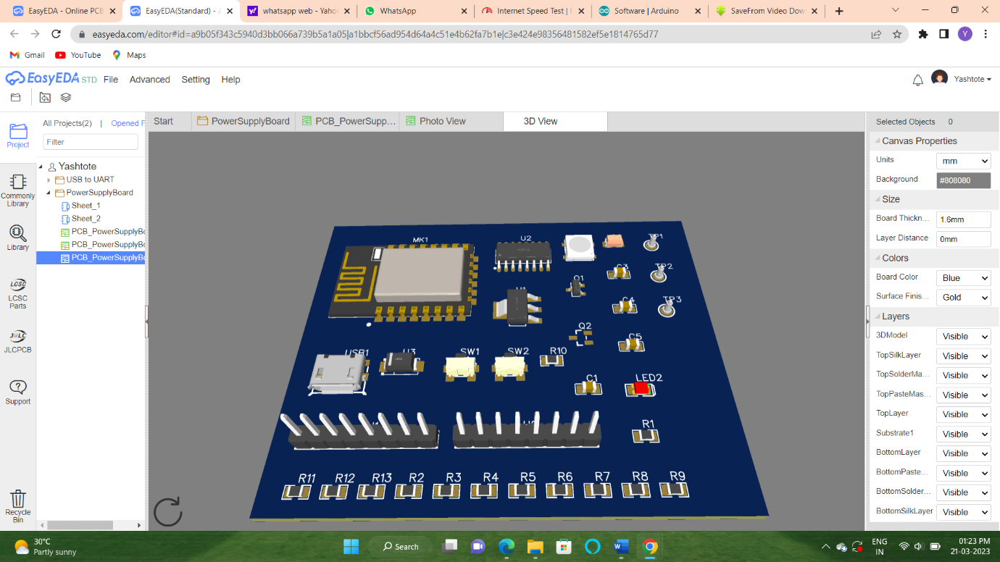 EasyEDA - Online PCB
EasyEDA(Standard) - A
whatsapp web - Yahoo
WhatsApp
Internet Speed Test |
Software | Arduino
SaveFrom Video Dow
easyeda.com/editor#id=a9b05f343c5940d3bb066a739b5a1a05|a1bbcf56ad954d64a4c51e4b62fa7b1e|c3e424e98356481582ef5e1814765d77
Y
Gmail
YouTube
Maps
EasyEDA STD File Advanced Setting Help
Yashtote
Start
PowerSupplyBoard
PCB_PowerSupp...
Photo View
3D View
Project
Commonly
Library
Library
LCSC
LCSC
Parts
JLC
JLCPCB
Support
Recycle
Bin
All Projects(2) | Opened P
Filter
Yashtote
USB to UART
PowerSupplyBoard
Sheet_1
Sheet_2
PCB_PowerSupplyBo
PCB_PowerSupplyBo
PCB_PowerSupplyBo
MK1
U2
TP1
C3
TP2
Q1
U1
C4
TP3
Q2
C5
USB1
U3
SW1
SW2
R10
C1
LED2
R1
R11 R12 R13 R2 R3 R4 R5 R6 R7 R8 R9
Selected Objects 0
Canvas Properties
Units mm
Background #808080
Size
Board Thickn... 1.6mm
Layer Distance 0mm
Colors
Board Color Blue
Surface Finis... Gold
Layers
3DModel Visible
TopSilkLayer Visible
TopSolderMa... Visible
TopPasteMas... Visible
TopLayer Visible
Substrate1 Visible
BottomLayer Visible
BottomPaste... Visible
BottomSolder... Visible
BottomSilkLayer Visible
30°C
Partly sunny
Search
ENG
IN
01:23 PM
21-03-2023